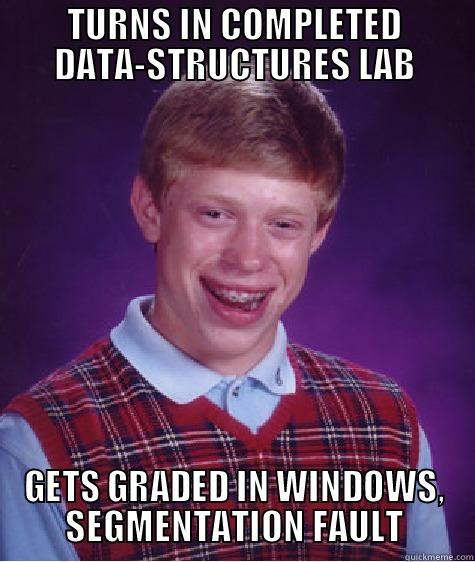 TURNS IN COMPLETED
DATA-STRUCTURES LAB
GETS GRADED IN WINDOWS,
SEGMENTATION FAULT
quickmeme.com